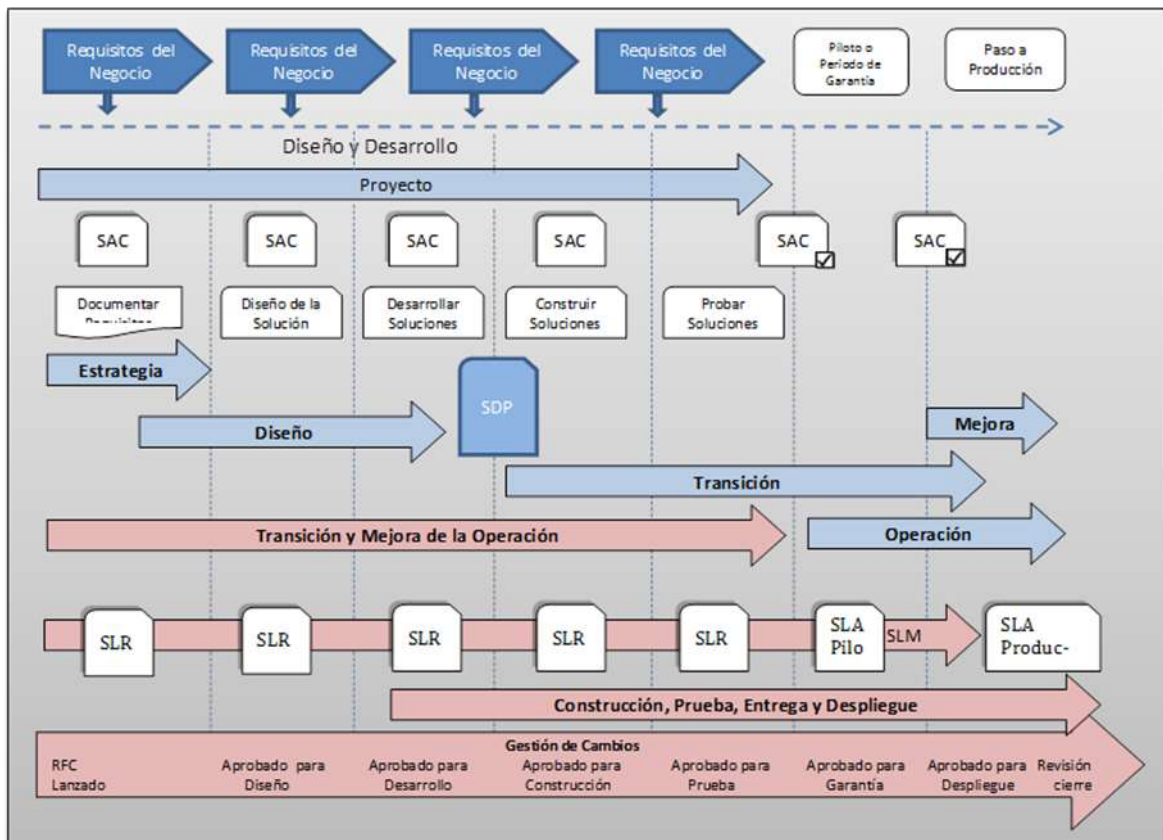 Requisitos del
Negocio
Requisitos del
Negocio
Requisitos del
Negocio
Requisitos del
Negocio
Piloto o
Período de
Garantía
Paso a
Producción
Diseño y Desarrollo
Proyecto
SAC
SAC
SAC
SAC
SAC
SAC
Documentar
Diseño de la
Solución
Desarrollar
Soluciones
Construir
Soluciones
Probar
Soluciones
Estrategia
SDP
Diseño
Mejora
Transición
Transición y Mejora de la Operación
Operación
SLR
SLR
SLR
SLR
SLR
SLA
Pilo
SLM
SLA
Produc-
Construcción, Prueba, Entrega y Despliegue
Gestión de Cambios
RFC
Lanzado
Aprobado para
Diseño
Aprobado para
Desarrollo
Aprobado para
Construcción
Aprobado para
Prueba
Aprobado para
Garantía
Aprobado para
Despliegue
Revisión
cierre